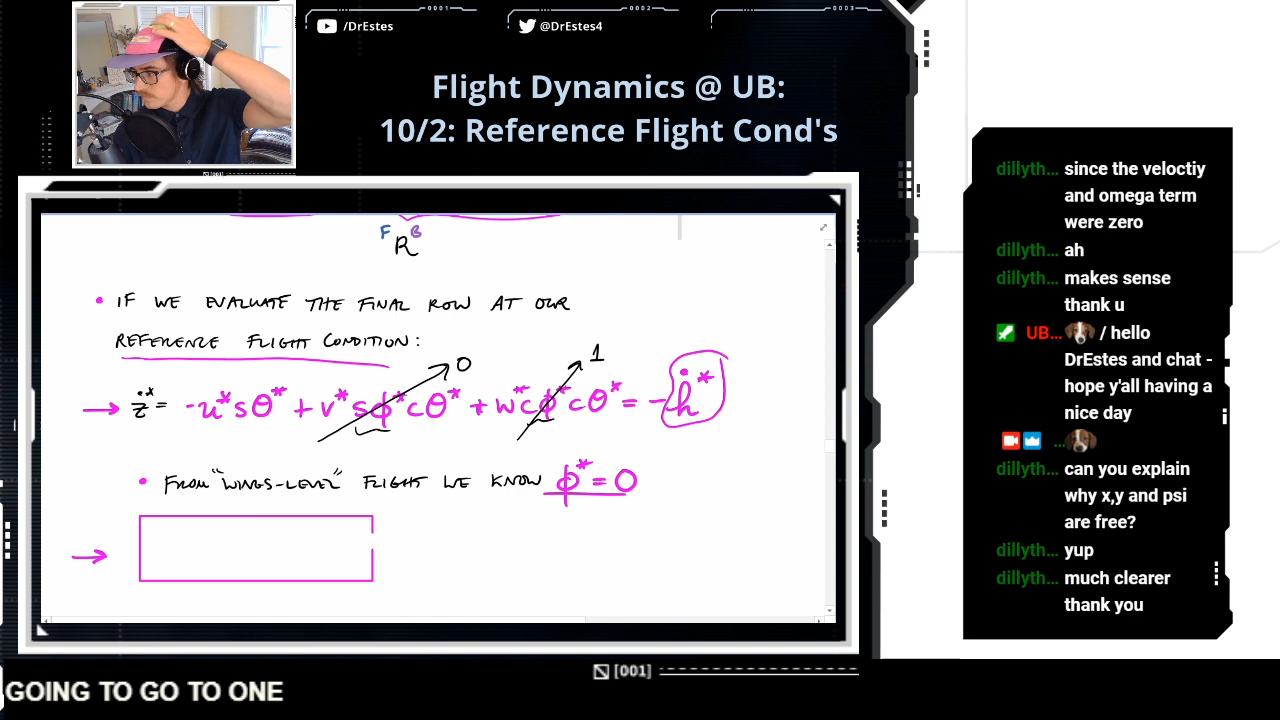 0001
0002
0003
/DrEstes
@DrEstes4
Flight Dynamics @ UB:
10/2: Reference Flight Cond's
[001]
F R B
• IF WE EVALUATE THE FINAL ROW AT OUR
REFERENCE FLIGHT CONDITION:
0
1
→ ż* = -u*sθ* + v*sϕ*cθ* + w*cϕ*cθ* = -ḣ*
• FROM "WINGS-LEVEL" FLIGHT WE KNOW ϕ* = 0
→
dillyth... since the veloctiy
and omega term
were zero
dillyth... ah
dillyth... makes sense
thank u
UB... / hello
DrEstes and chat -
hope y'all having a
nice day
...
dillyth... can you explain
why x,y and psi
are free?
dillyth... yup
dillyth... much clearer
thank you
[001]
GOING TO GO TO ONE